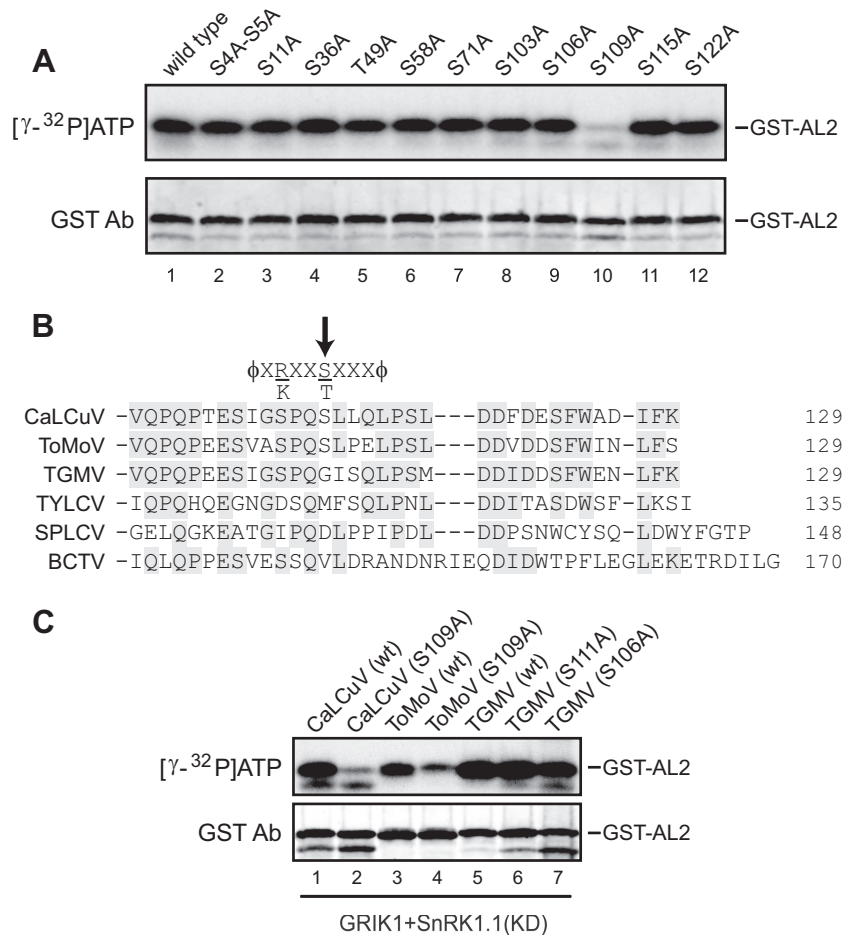 A
wild type
S4A-S5A
S11A
S36A
T49A
S58A
S71A
S103A
S106A
S109A
S115A
S122A
[γ-³²P]ATP
–GST-AL2
GST Ab
–GST-AL2
1 2 3 4 5 6 7 8 9 10 11 12
B
ϕXRXXSXXXϕ
K T
CaLCuV -VQPQPTESIGSPQSLLQLPSL---DDFDESFWAD-IFK 129
ToMoV -VQPQPEESVASPQSLPELPSL---DDVDDSFWIN-LFS 129
TGMV -VQPQPEESIGSPQGISQLPSM---DDIDDSFWEN-LFK 129
TYLCV -IQPQHQEGNGDSQMFSQLPNL---DDITASDWSF-LKSI 135
SPLCV -GELQGKEATGIPQDLPPIPDL---DDPSNWCYSQ-LDWYFGTP 148
BCTV -IQLQPPESVESSQVLDRANDNRIEQDIDWTPFLEGLEKETRDILG 170
C
CaLCuV (wt)
CaLCuV (S109A)
ToMoV (wt)
ToMoV (S109A)
TGMV (wt)
TGMV (S111A)
TGMV (S106A)
[γ-³²P]ATP
–GST-AL2
GST Ab
–GST-AL2
1 2 3 4 5 6 7
GRIK1+SnRK1.1(KD)